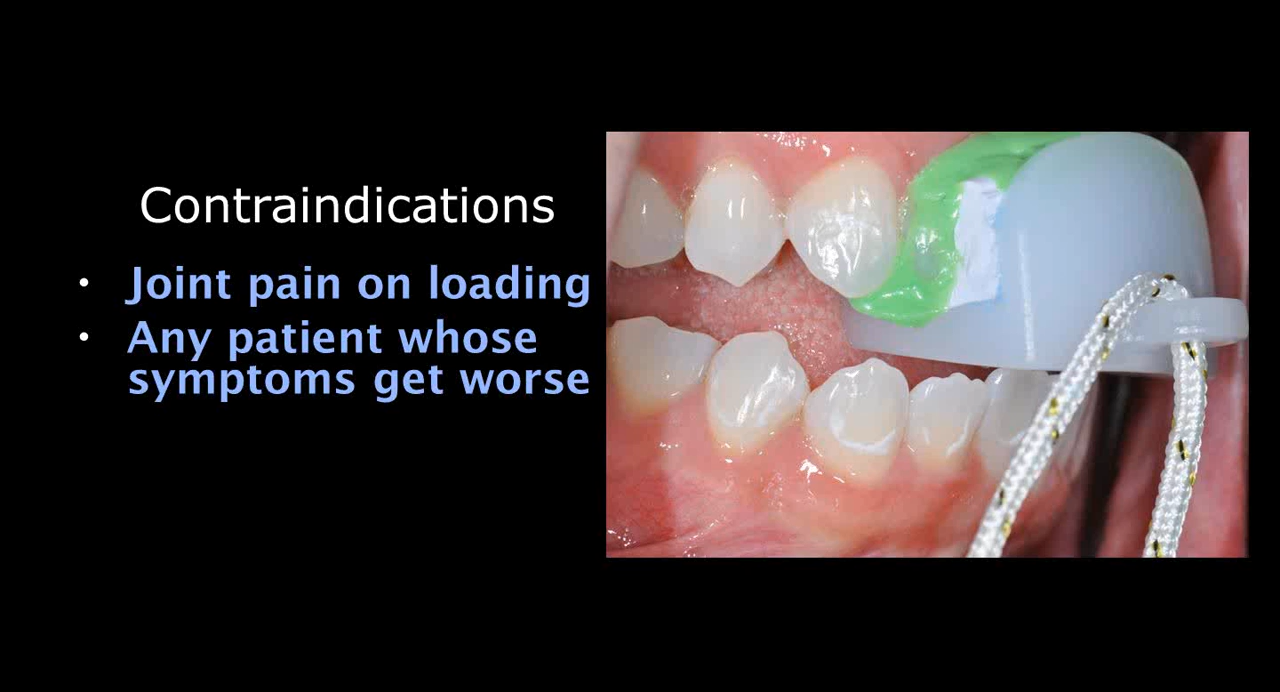 Contraindications
• Joint pain on loading
• Any patient whose
symptoms get worse